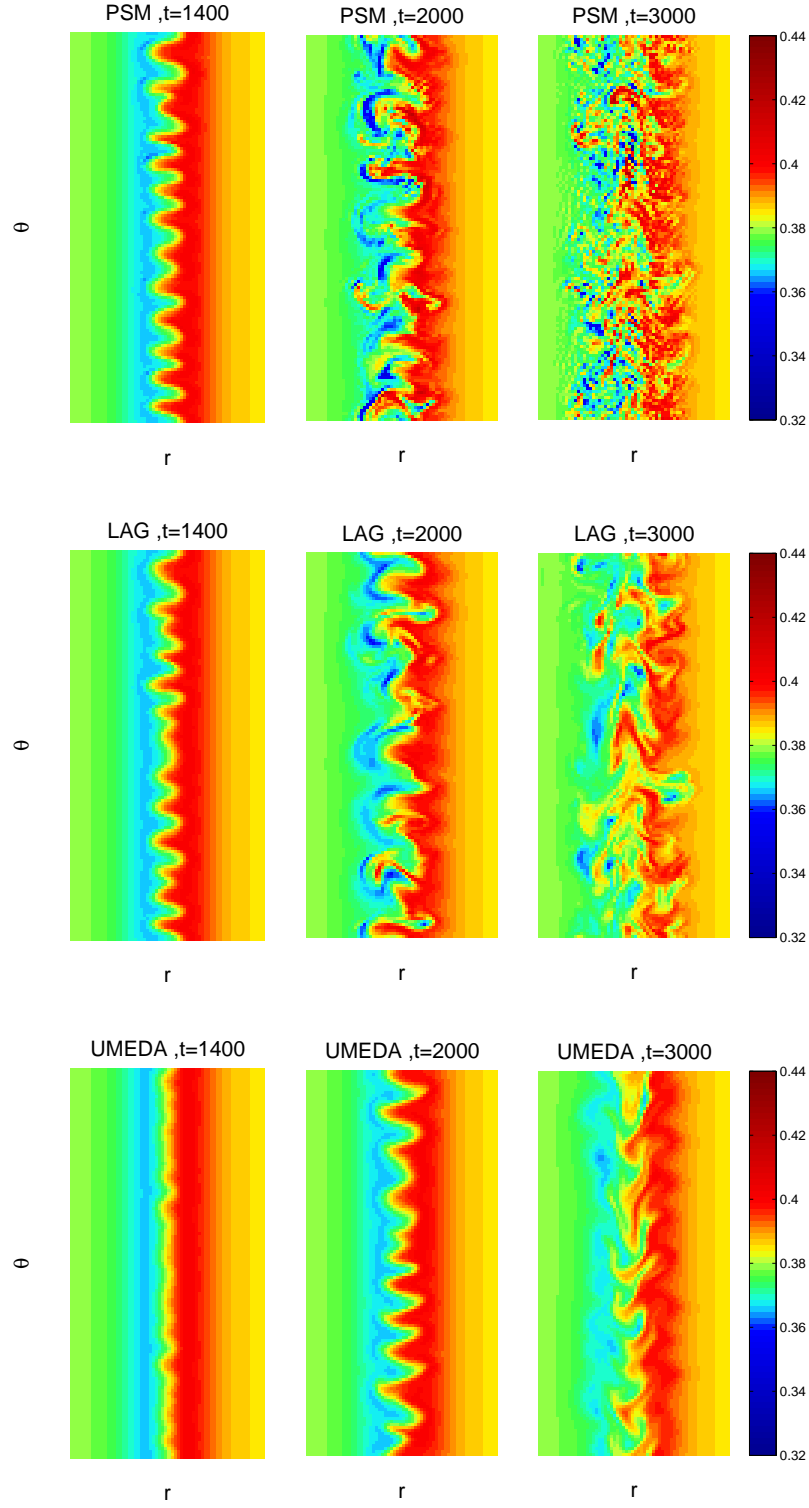 PSM ,t=1400
PSM ,t=2000
PSM ,t=3000
θ
r
r
r
0.44
0.42
0.4
0.38
0.36
0.34
0.32
LAG ,t=1400
LAG ,t=2000
LAG ,t=3000
θ
r
r
r
0.44
0.42
0.4
0.38
0.36
0.34
0.32
UMEDA ,t=1400
UMEDA ,t=2000
UMEDA ,t=3000
θ
r
r
r
0.44
0.42
0.4
0.38
0.36
0.34
0.32